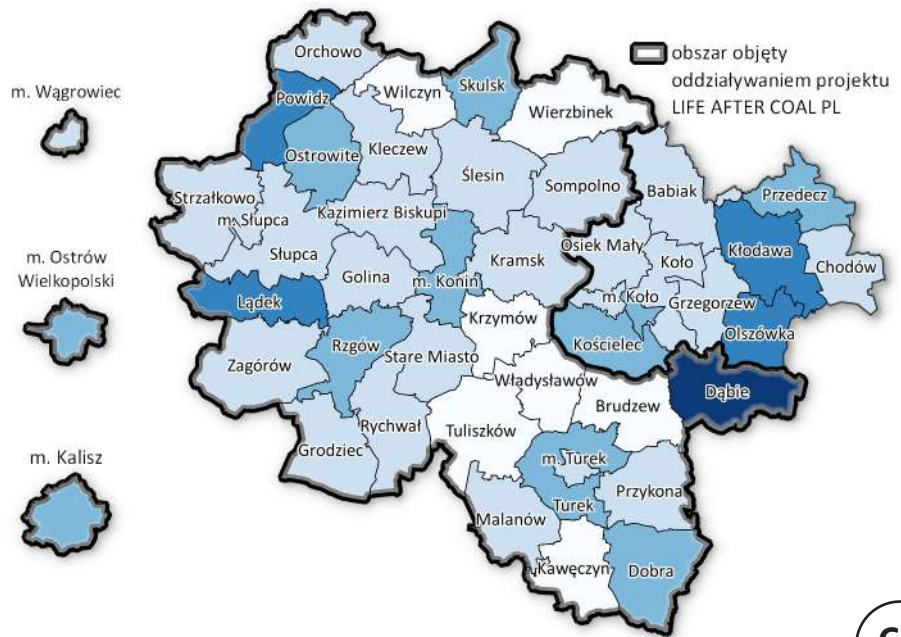 Orchowo
obszar objęty
oddziaływaniem projektu
LIFE AFTER COAL PL
m. Wągrowiec
Powidz
Wilczyn
Skulsk
Wierzbinek
Ostrowite
Kleczew
Ślesin
Sompolno
Babiak
Przedecz
Strzałkowo
m. Słupca
Kazimierz Biskupi
Słupca
Osiek Mały
Koło
Kłodawa
Chodów
m. Ostrów
Wielkopolski
Golina
m. Konin
Kramsk
m. Koło
Grzegorzew
Lądek
Krzymów
Kościelec
Olszówka
Zagórów
Rzgów
Stare Miasto
Władysławów
Brudzew
Dąbie
Grodziec
Rychwał
Tuliszków
m. Kalisz
m. Turek
Przykona
Malanów
Turek
Kawęczyn
Dobra